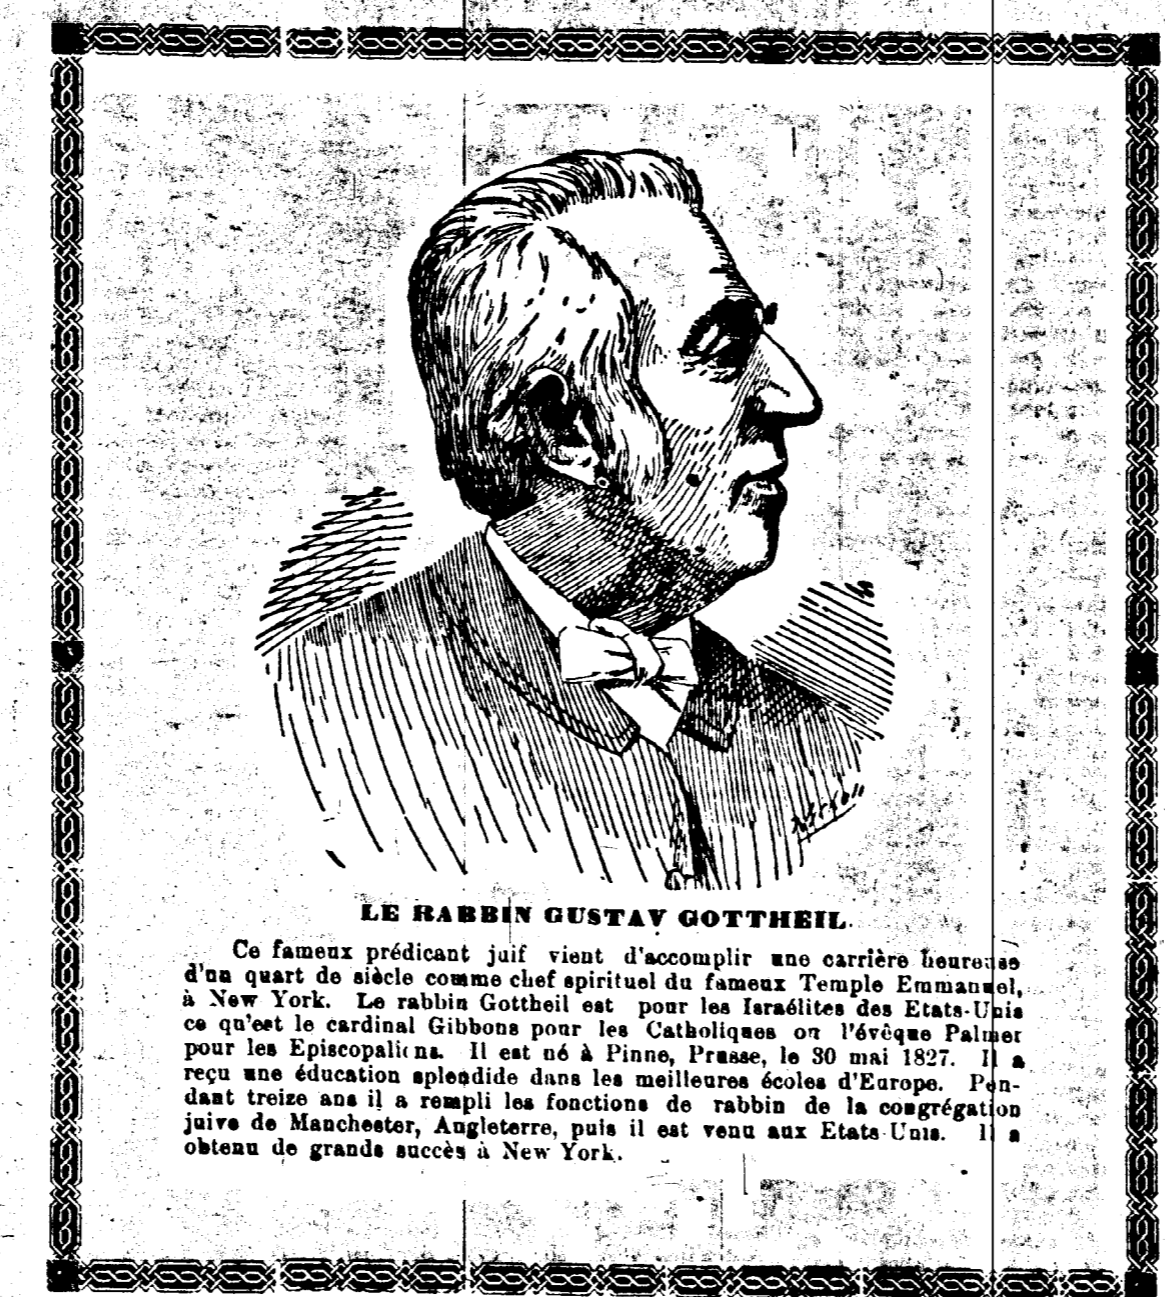 LE RABBIN GUSTAV GOTTHEIL.
Ce fameux prédicant juif vient d'accomplir une carrière heureuse
d'un quart de siècle comme chef spirituel du fameux Temple Emmanuel,
à New York. Le rabbin Gottheil est pour les Israélites des Etats-Unis
ce qu'est le cardinal Gibbons pour les Catholiques ou l'évêque Palmer
pour les Episcopaliens. Il est né à Pinne, Prusse, le 30 mai 1827. Il a
reçu une éducation splendide dans les meilleures écoles d'Europe. Pen-
dant treize ans il a rempli les fonctions de rabbin de la congrégation
juive de Manchester, Angleterre, puis il est venu aux Etats-Unis. Il a
obtenu de grands succès à New York.